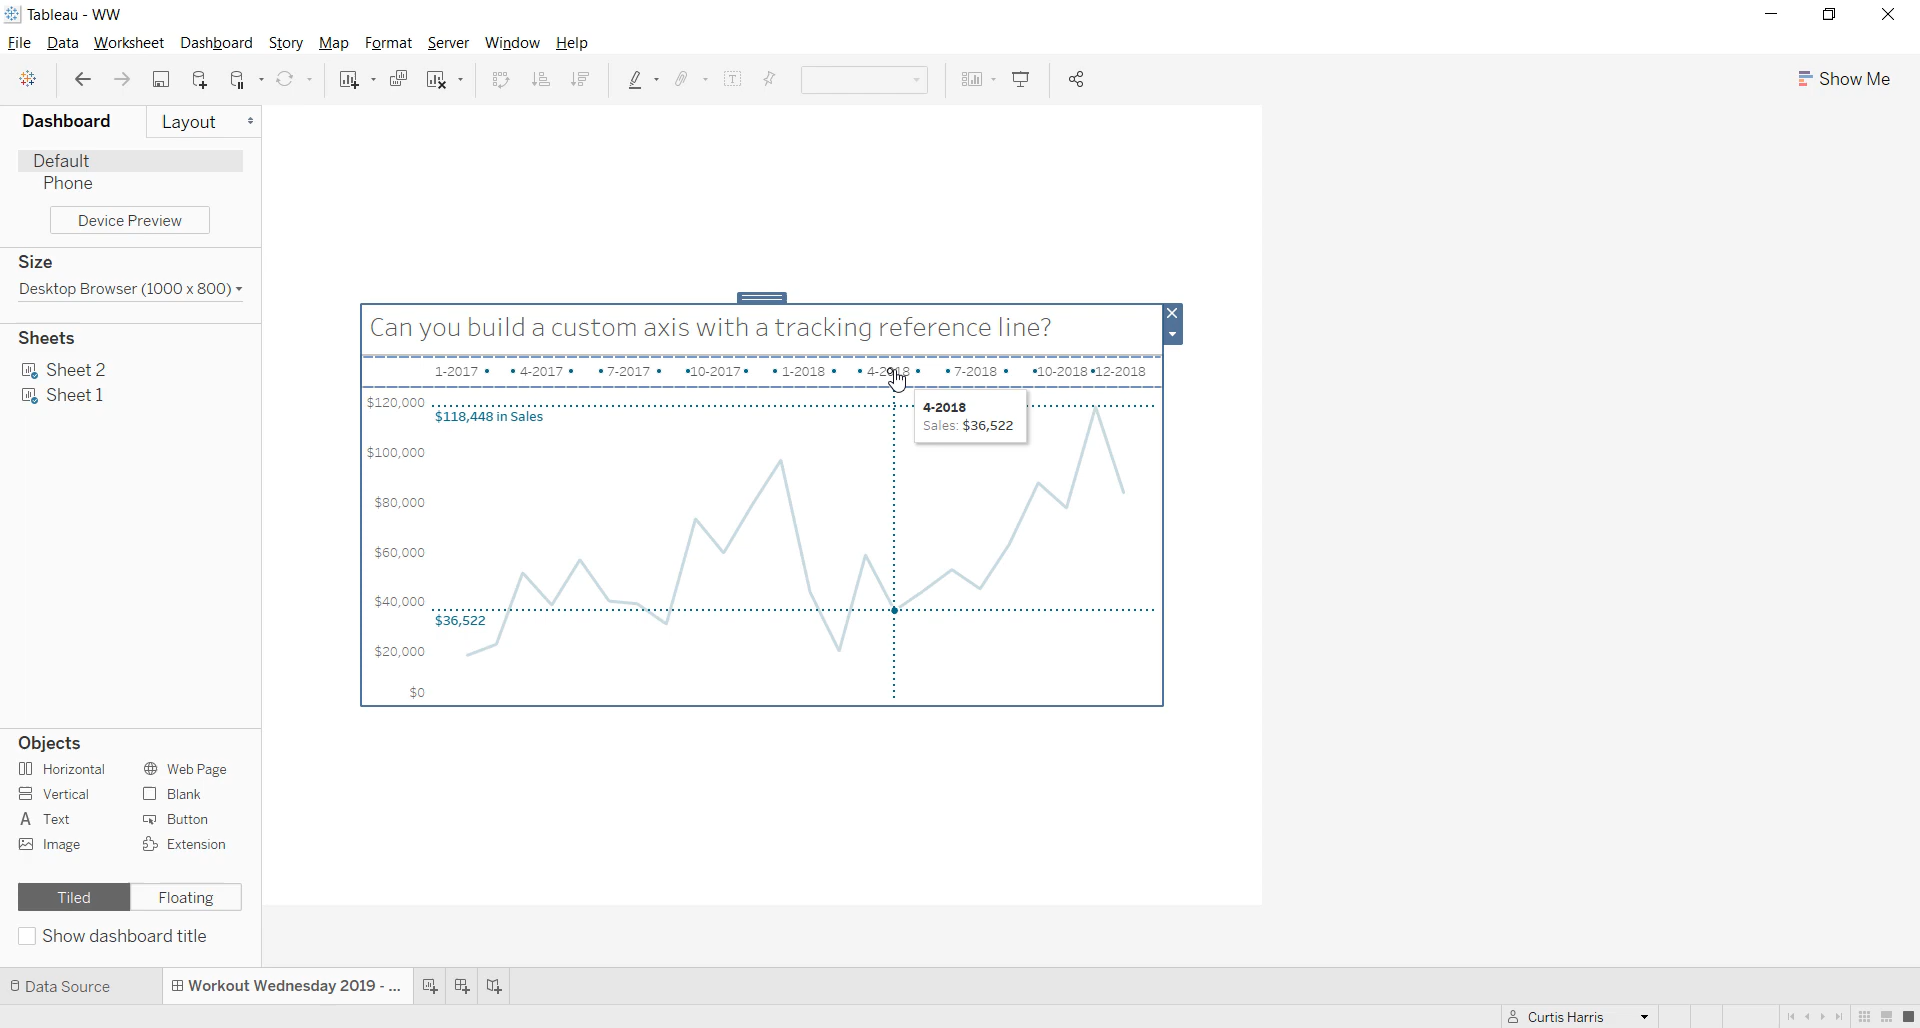 Tableau - WW
File Data Worksheet Dashboard Story Map Format Server Window Help
Show Me
Dashboard Layout
Default
Phone
Device Preview
Size
Desktop Browser (1000 x 800)
Sheets
Sheet 2
Sheet 1
Can you build a custom axis with a tracking reference line?
1-2017 • • 4-2017 • • 7-2017 • •10-2017• • 1-2018 • • 4-2018 • • 7-2018 • •10-2018 •12-2018
$120,000
$118,448 in Sales
4-2018
Sales: $36,522
$100,000
$80,000
$60,000
$40,000
$36,522
$20,000
$0
Objects
Horizontal Web Page
Vertical Blank
A Text Button
Image Extension
Tiled Floating
Show dashboard title
Data Source Workout Wednesday 2019 - ...
Curtis Harris